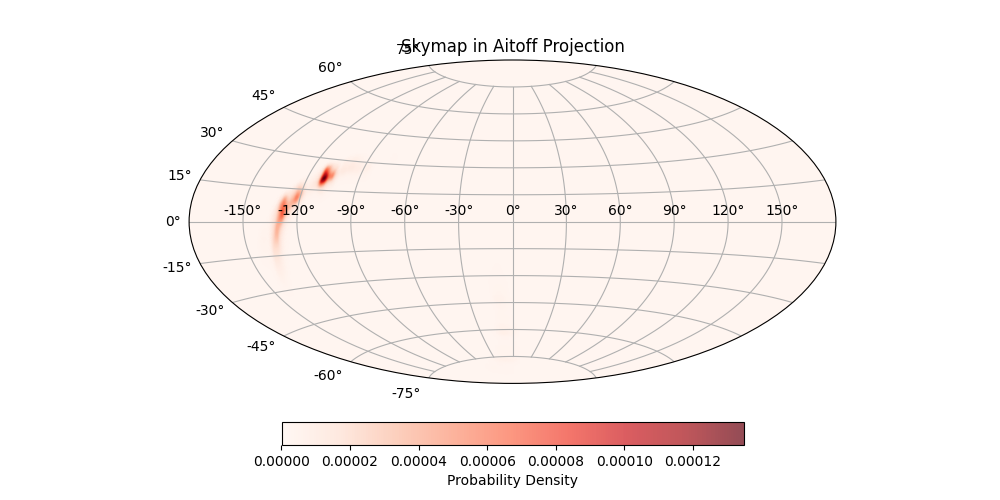 Skymap in Aitoff Projection
75°
60°
45°
30°
15°
0°
-150° -120° -90° -60° -30° 0° 30° 60° 90° 120° 150°
-15°
-30°
-45°
-60°
-75°
0.00000 0.00002 0.00004 0.00006 0.00008 0.00010 0.00012
Probability Density